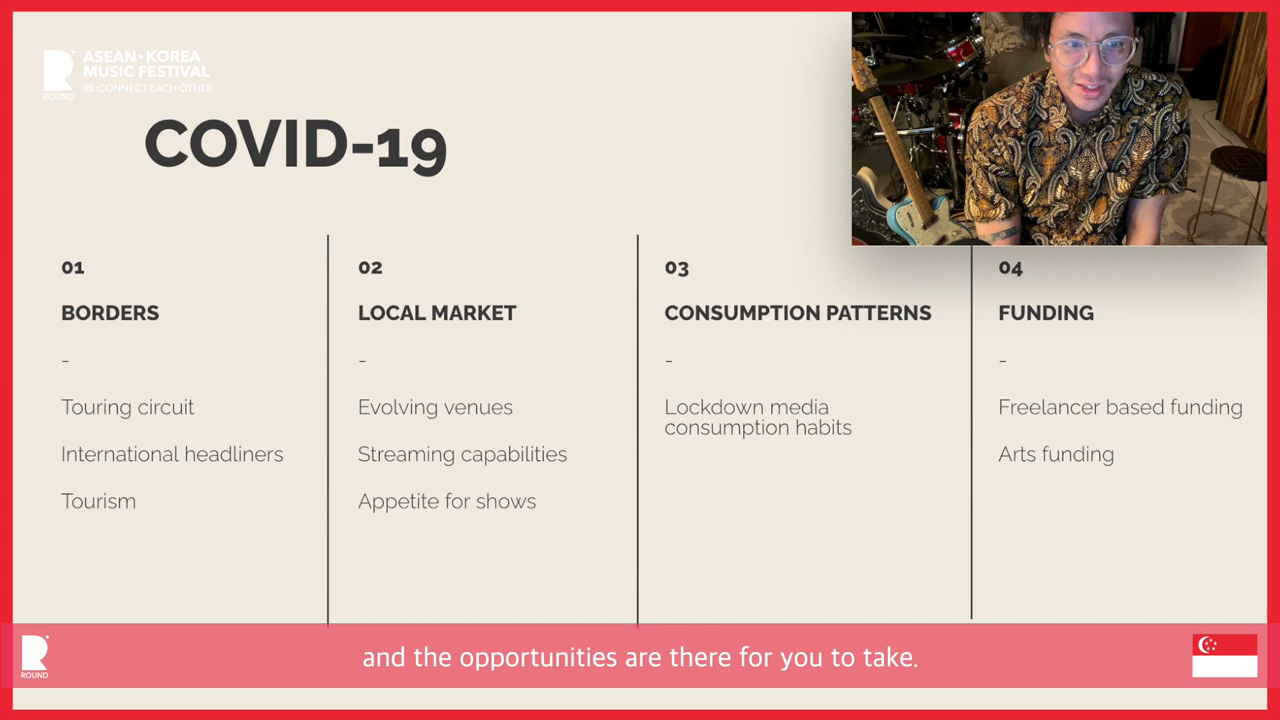 ASEAN•KOREA
MUSIC FESTIVAL
RE:CONNECT EACH OTHER
ROUND
COVID-19
01
BORDERS
-
Touring circuit
International headliners
Tourism
02
LOCAL MARKET
-
Evolving venues
Streaming capabilities
Appetite for shows
03
CONSUMPTION PATTERNS
-
Lockdown media
consumption habits
04
FUNDING
-
Freelancer based funding
Arts funding
and the opportunities are there for you to take.
ROUND